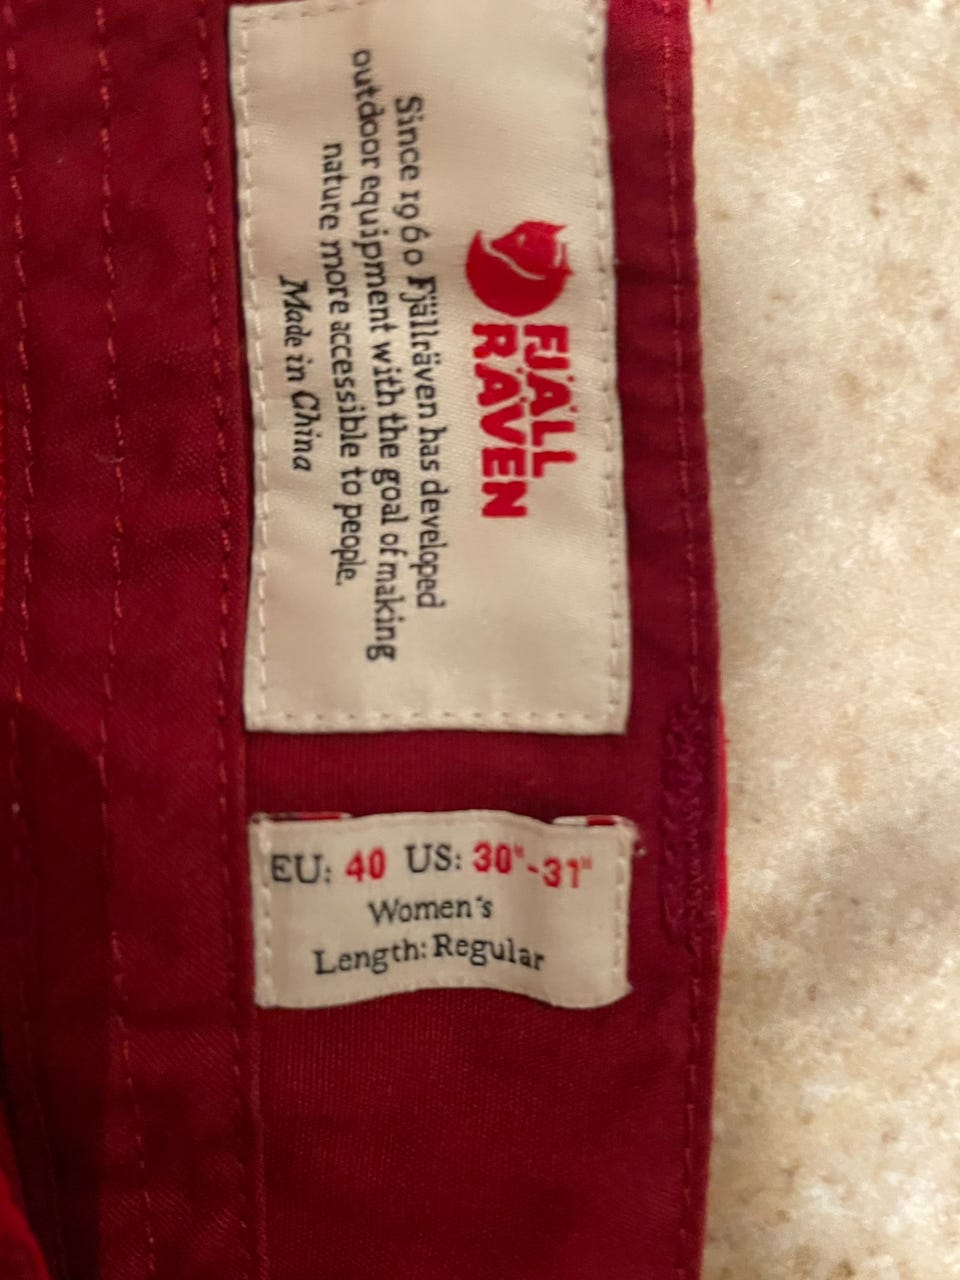 FJÄLL
RÄVEN
Since 1960 Fjällräven has developed
outdoor equipment with the goal of making
nature more accessible to people.
Made in China
EU: 40 US: 30"-31"
Women's
Length: Regular